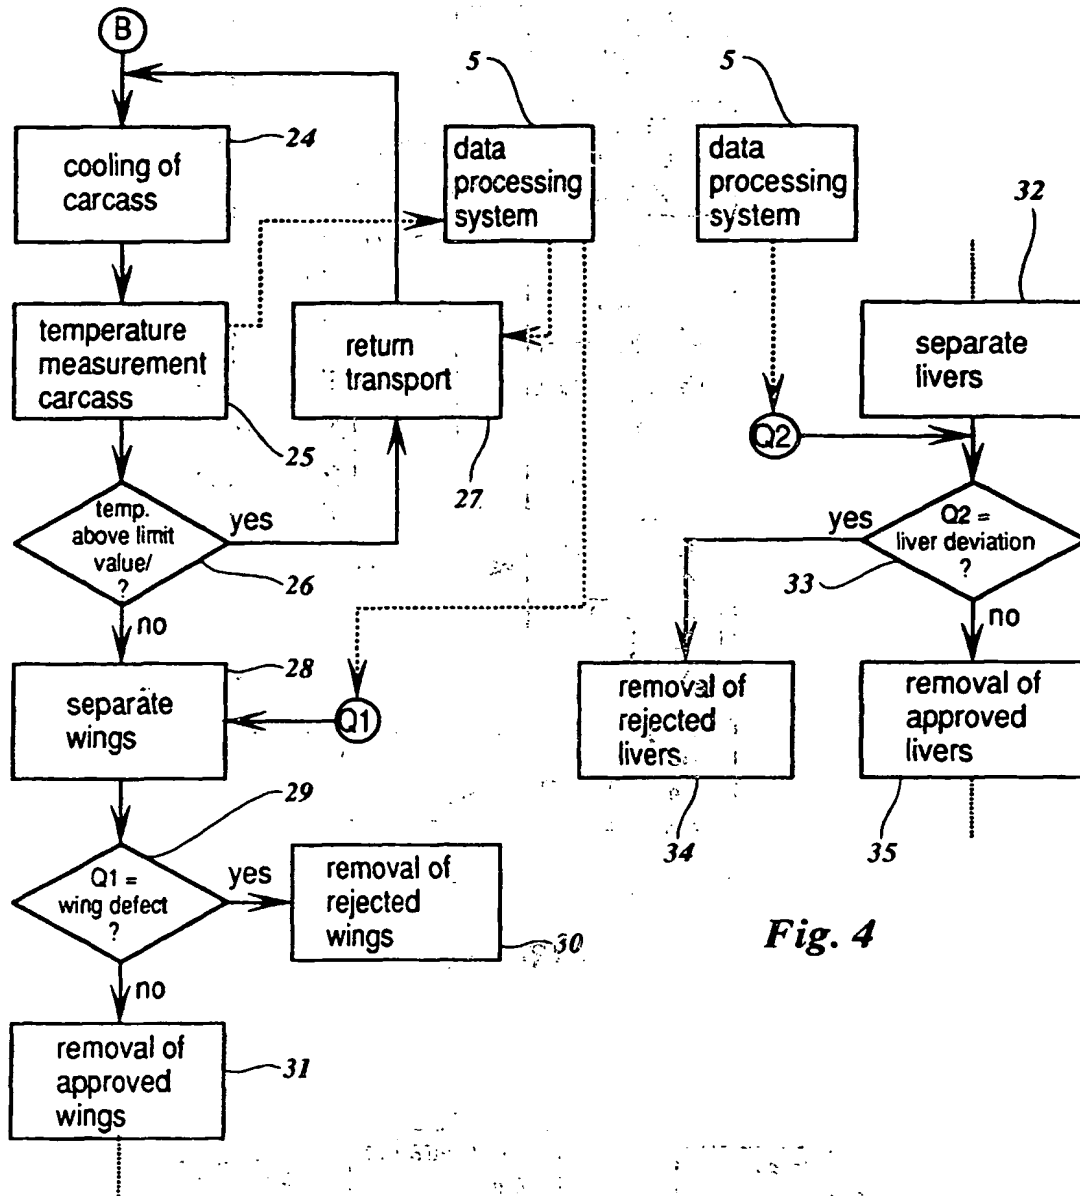 B
24
cooling of
carcass
5
data
processing
system
5
data
processing
system
32
temperature
measurement
carcass
25
return
transport
27
separate
livers
Q2
temp.
above limit
value/
?
yes
26
no
yes
Q2 =
liver deviation
?
33
no
28
separate
wings
Q1
removal of
rejected
livers
34
removal of
approved
livers
35
29
Q1 =
wing defect
?
yes
removal of
rejected
wings
30
no
Fig. 4
removal of
approved
wings
31